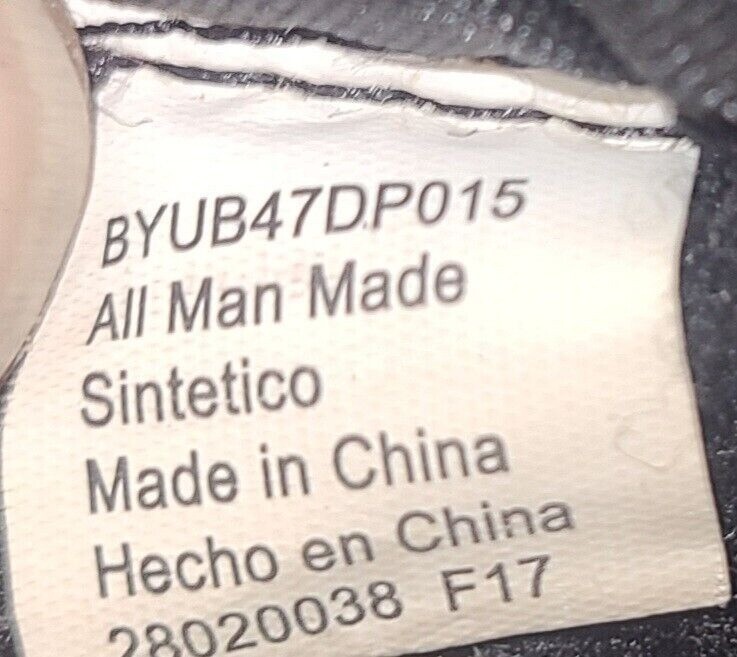 BYUB47DP015
All Man Made
Sintetico
Made in China
Hecho en China
28020038 F17